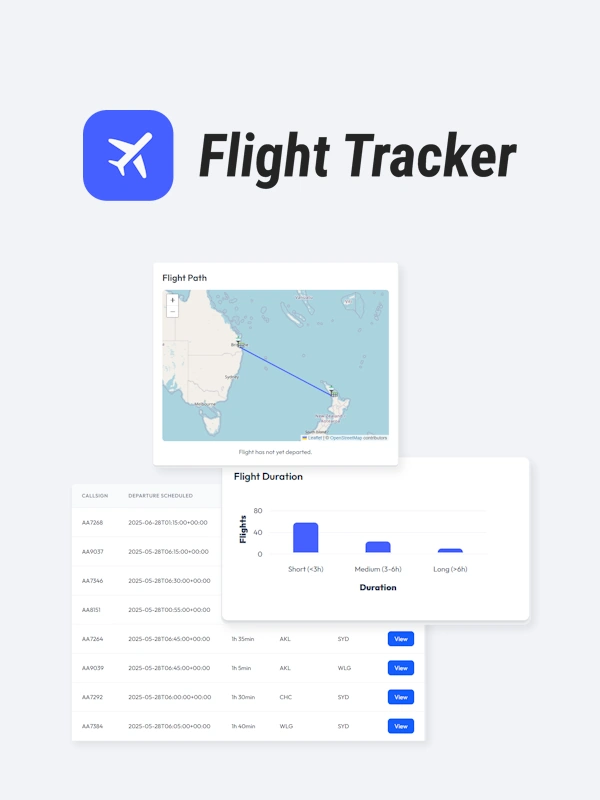 Flight Tracker
Flight Path
+
−
Brisbane
Sydney
Melbourne
Leaflet | © OpenStreetMap contributors
Flight has not yet departed.
Flight Duration
Flights
80
40
0
Short (<3h) Medium (3-6h) Long (>6h)
Duration
CALLSIGN DEPARTURE SCHEDULED
AA7268 2025-06-28T01:15:00+00:00
AA9037 2025-05-28T06:15:00+00:00
AA7346 2025-05-28T06:30:00+00:00
AA8151 2025-05-28T00:55:00+00:00
AA7264 2025-05-28T06:45:00+00:00 1h 35min AKL SYD View
AA9039 2025-05-28T06:45:00+00:00 1h 5min AKL WLG View
AA7292 2025-05-28T06:00:00+00:00 1h 30min CHC SYD View
AA7384 2025-05-28T06:05:00+00:00 1h 40min WLG SYD View